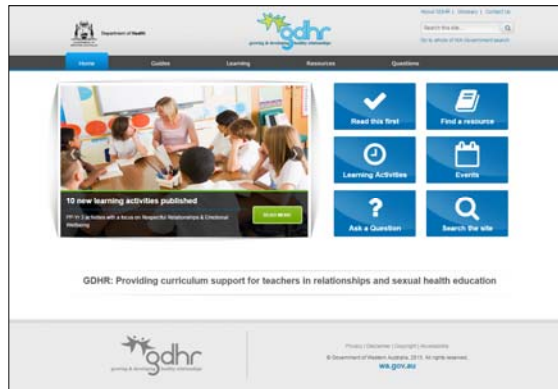 About GDHR | Glossary | Contact Us
Department of Health
Search this site ...
gdhr
growing & developing healthy relationships
Go to whole of WA Government search
Home Guides Learning Resources Questions
Read this first
Find a resource
Learning Activities
Events
10 new learning activities published
PP-Yr 3 activities with a focus on Respectful Relationships & Emotional
Wellbeing
READ MORE
Ask a Question
Search the site
GDHR: Providing curriculum support for teachers in relationships and sexual health education
gdhr
growing & developing healthy relationships
Privacy | Disclaimer | Copyright | Accessibility
© Government of Western Australia, 2015. All rights reserved.
wa.gov.au